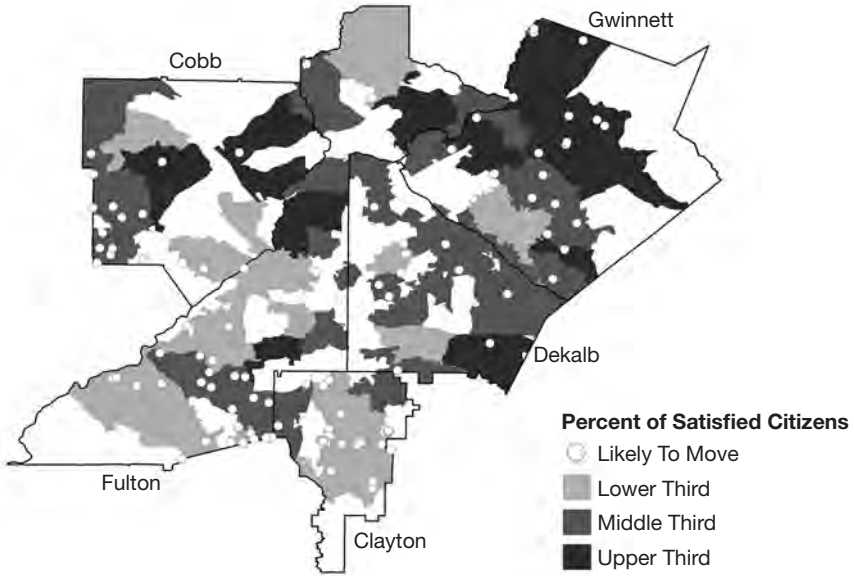 Gwinnett
Cobb
Dekalb
Percent of Satisfied Citizens
Likely To Move
Lower Third
Fulton
Middle Third
Clayton
Upper Third